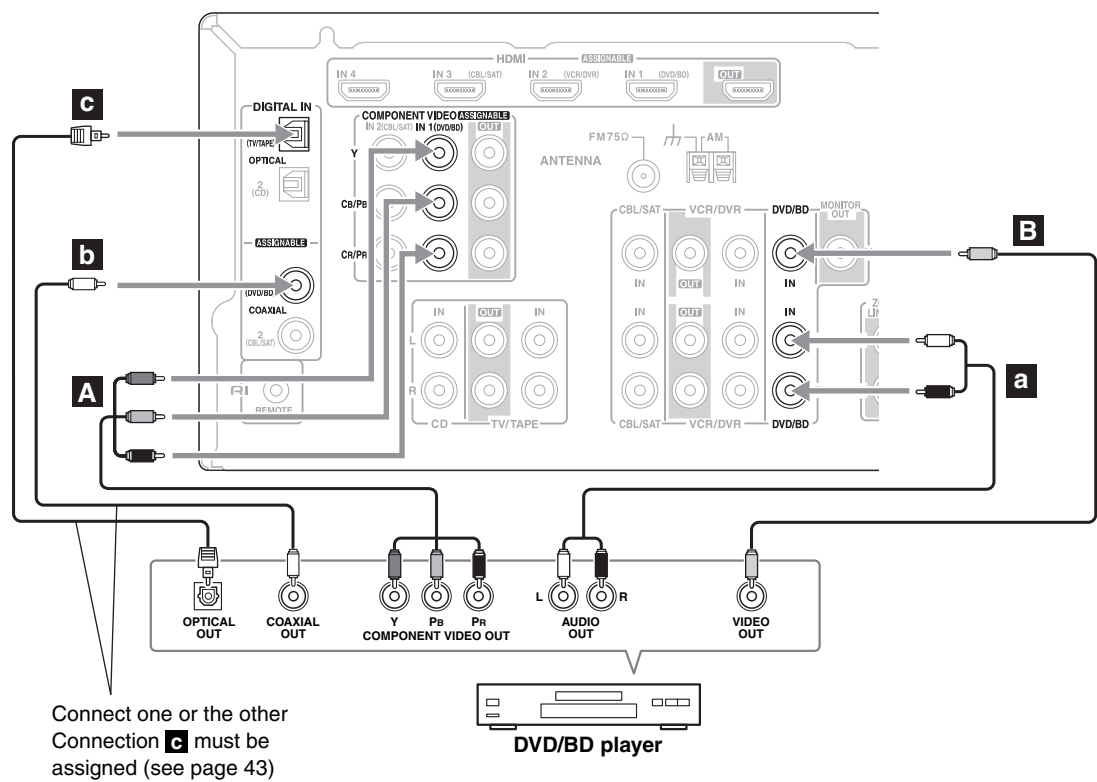 HDMI ASSIGNABLE
IN 4
IN 3 (CBL/SAT)
IN 2 (VCR/DVR)
IN 1 (DVD/BD)
OUT
c
DIGITAL IN
(TV/TAPE)
OPTICAL
2
(CD)
ASSIGNABLE
(DVD/BD)
COAXIAL
2
(CBL/SAT)
COMPONENT VIDEO ASSIGNABLE
IN 2(CBL/SAT) IN 1(DVD/BD) OUT
Y
CB/PB
CR/PR
ANTENNA
FM 75Ω
AM
CBL/SAT
VCR/DVR
DVD/BD
MONITOR
OUT
IN
OUT
IN
IN
IN
OUT
IN
IN
CBL/SAT
VCR/DVR
DVD/BD
B
b
a
A
IN
OUT
IN
L
R
CD
TV/TAPE
RI
REMOTE
OPTICAL
OUT
COAXIAL
OUT
Y PB PR
COMPONENT VIDEO OUT
L R
AUDIO
OUT
VIDEO
OUT
DVD/BD player
Connect one or the other
Connection c must be
assigned (see page 43)